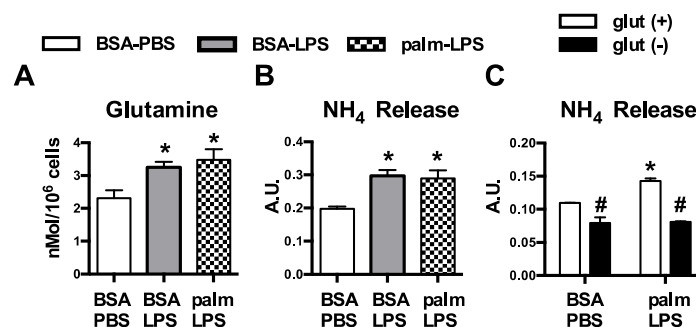 BSA-PBS BSA-LPS palm-LPS
glut (+)
glut (-)
A
Glutamine
nMol/10⁶ cells
4
3
2
1
0
* *
BSA PBS
BSA LPS
palm LPS
B
NH₄ Release
A.U.
0.4
0.3
0.2
0.1
0.0
* *
BSA PBS
BSA LPS
palm LPS
C
NH₄ Release
A.U.
0.20
0.15
0.10
0.05
0.00
# * #
BSA PBS
palm LPS